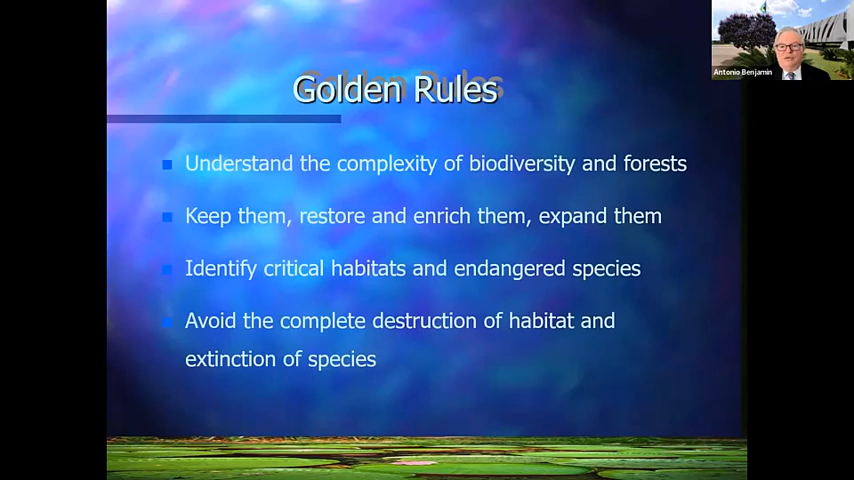 Golden Rules
Understand the complexity of biodiversity and forests
Keep them, restore and enrich them, expand them
Identify critical habitats and endangered species
Avoid the complete destruction of habitat and
extinction of species
Antonio Benjamin